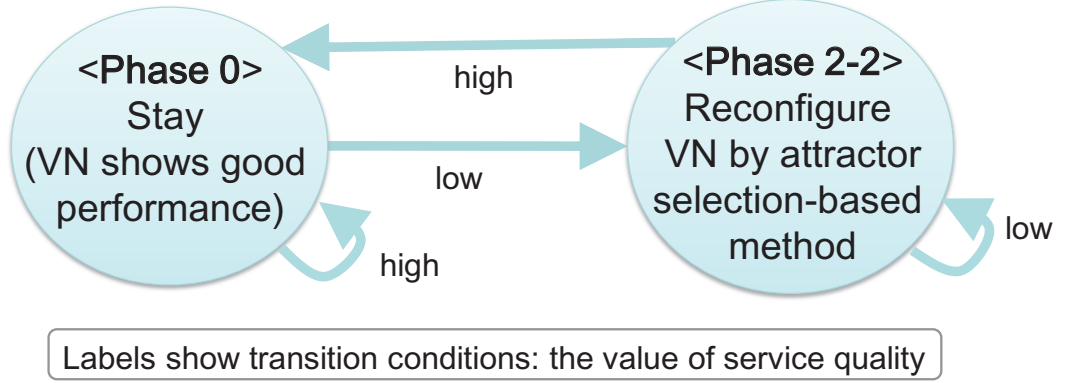 <Phase 0>
Stay
(VN shows good
performance)
high
low
high
<Phase 2-2>
Reconfigure
VN by attractor
selection-based
method
low
Labels show transition conditions: the value of service quality